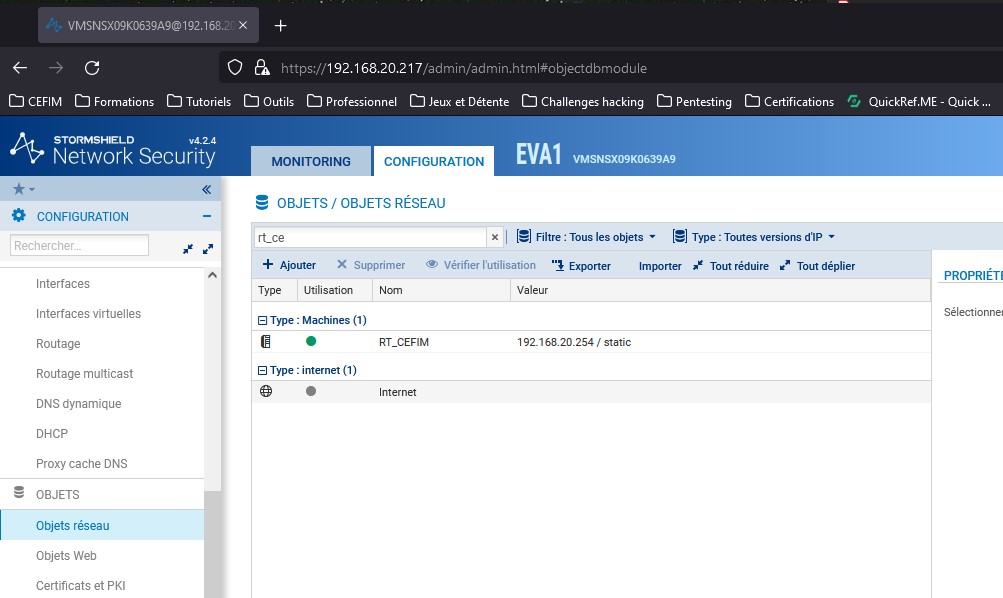 VMSNSX09K0639A9@192.168.20
https://192.168.20.217/admin/admin.html#objectdbmodule
CEFIM Formations Tutoriels Outils Professionnel Jeux et Détente Challenges hacking Pentesting Certifications QuickRef.ME - Quick ...
STORMSHIELD v4.2.4
Network Security
MONITORING CONFIGURATION EVA1 VMSNSX09K0639A9
CONFIGURATION
Rechercher...
Interfaces
Interfaces virtuelles
Routage
Routage multicast
DNS dynamique
DHCP
Proxy cache DNS
OBJETS
Objets réseau
Objets Web
Certificats et PKI
OBJETS / OBJETS RÉSEAU
rt_ce Filtre : Tous les objets Type : Toutes versions d'IP
Ajouter Supprimer Vérifier l'utilisation Exporter Importer Tout réduire Tout déplier
Type Utilisation Nom Valeur
Type : Machines (1)
RT_CEFIM 192.168.20.254 / static
Type : internet (1)
Internet
PROPRIÉTÉ
Sélectionner